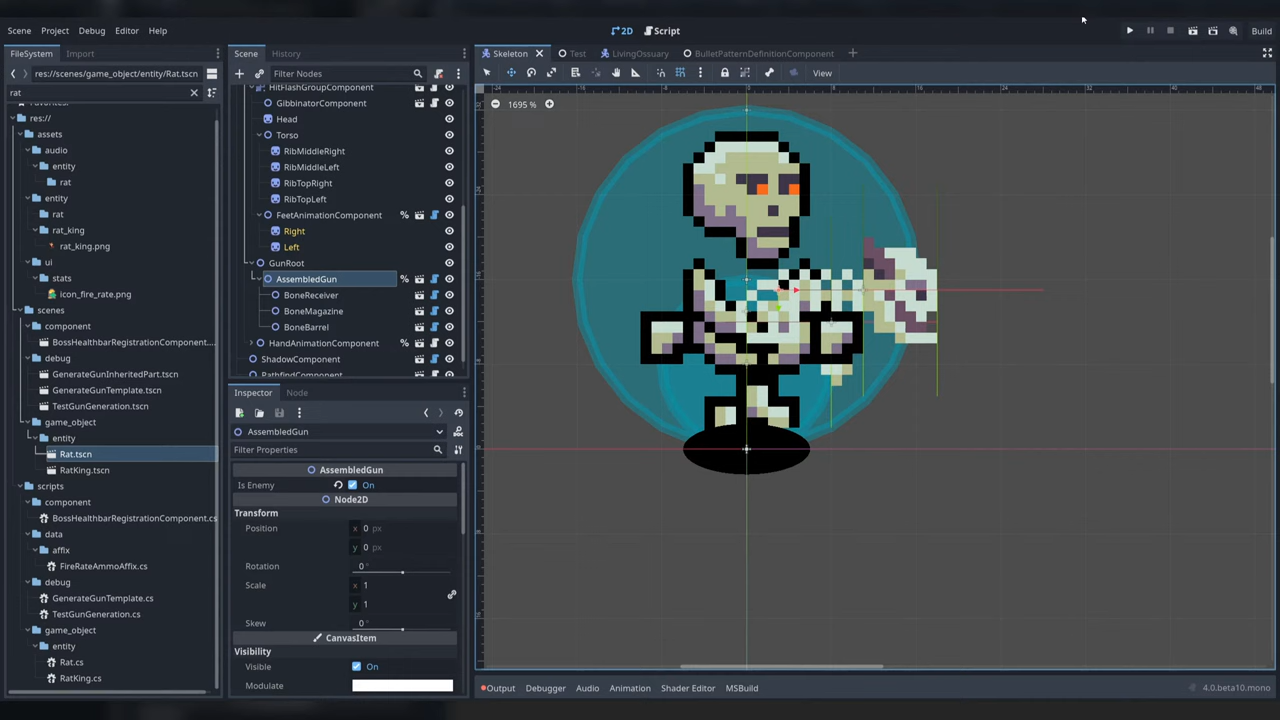 Scene Project Debug Editor Help
2D Script
Build
FileSystem Import
res://scenes/game_object/entity/Rat.tscn
rat
res://
assets
audio
entity
rat
entity
rat
rat_king
rat_king.png
ui
stats
icon_fire_rate.png
scenes
component
BossHealthbarRegistrationComponent....
debug
GenerateGunInheritedPart.tscn
GenerateGunTemplate.tscn
TestGunGeneration.tscn
game_object
entity
Rat.tscn
RatKing.tscn
scripts
component
BossHealthbarRegistrationComponent.cs
data
affix
FireRateAmmoAffix.cs
debug
GenerateGunTemplate.cs
TestGunGeneration.cs
game_object
entity
Rat.cs
RatKing.cs
Scene History
Filter Nodes
HitFlashGroupComponent
GibbinatorComponent
Head
Torso
RibMiddleRight
RibMiddleLeft
RibTopRight
RibTopLeft
FeetAnimationComponent %
Right
Left
GunRoot
AssembledGun %
BoneReceiver
BoneMagazine
BoneBarrel
HandAnimationComponent %
ShadowComponent
PathfindComponent
Inspector Node
AssembledGun
Filter Properties
AssembledGun
Is Enemy On
Node2D
Transform
Position x 0 px
y 0 px
Rotation 0 °
Scale x 1
y 1
Skew 0 °
CanvasItem
Visibility
Visible On
Modulate
Skeleton Test LivingOssuary BulletPatternDefinitionComponent
View
1695 %
Output Debugger Audio Animation Shader Editor MSBuild
4.0.beta10.mono